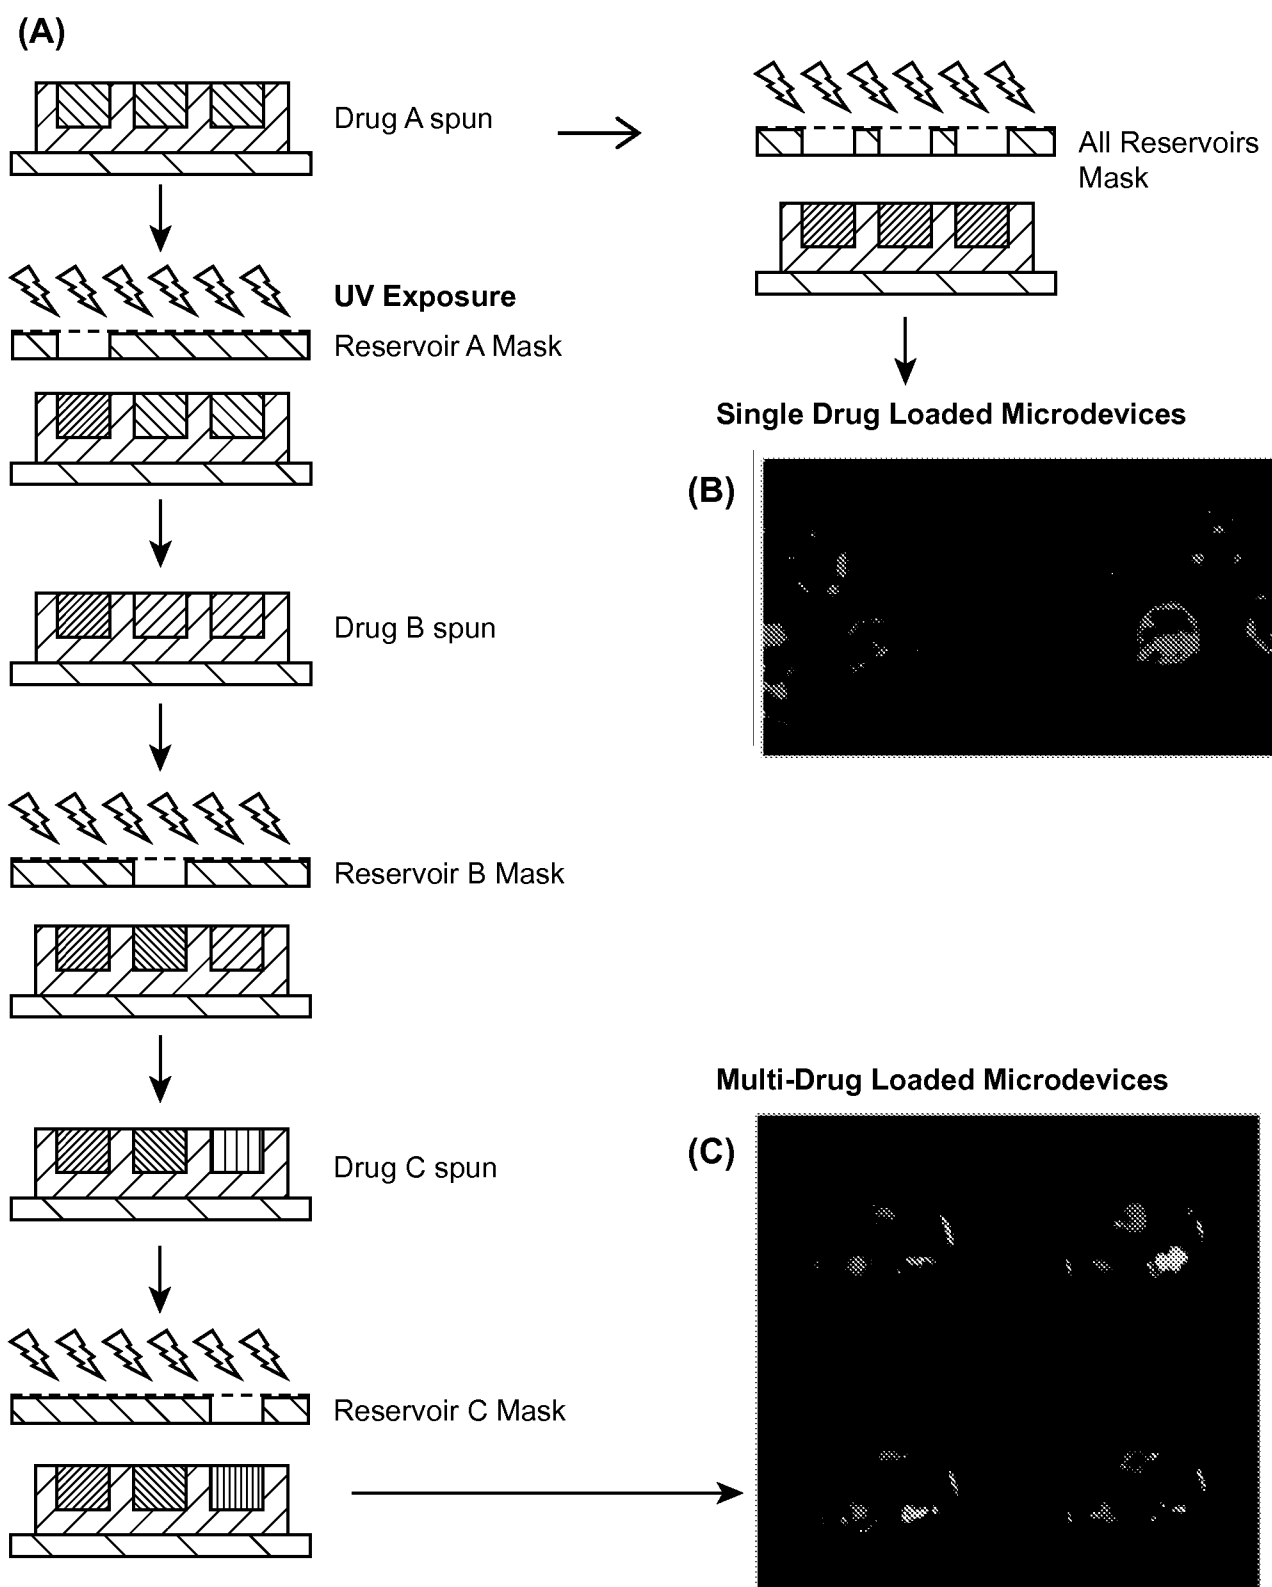 (A)
Drug A spun
All Reservoirs
Mask
UV Exposure
Reservoir A Mask
Single Drug Loaded Microdevices
(B)
Drug B spun
Reservoir B Mask
Multi-Drug Loaded Microdevices
(C)
Drug C spun
Reservoir C Mask